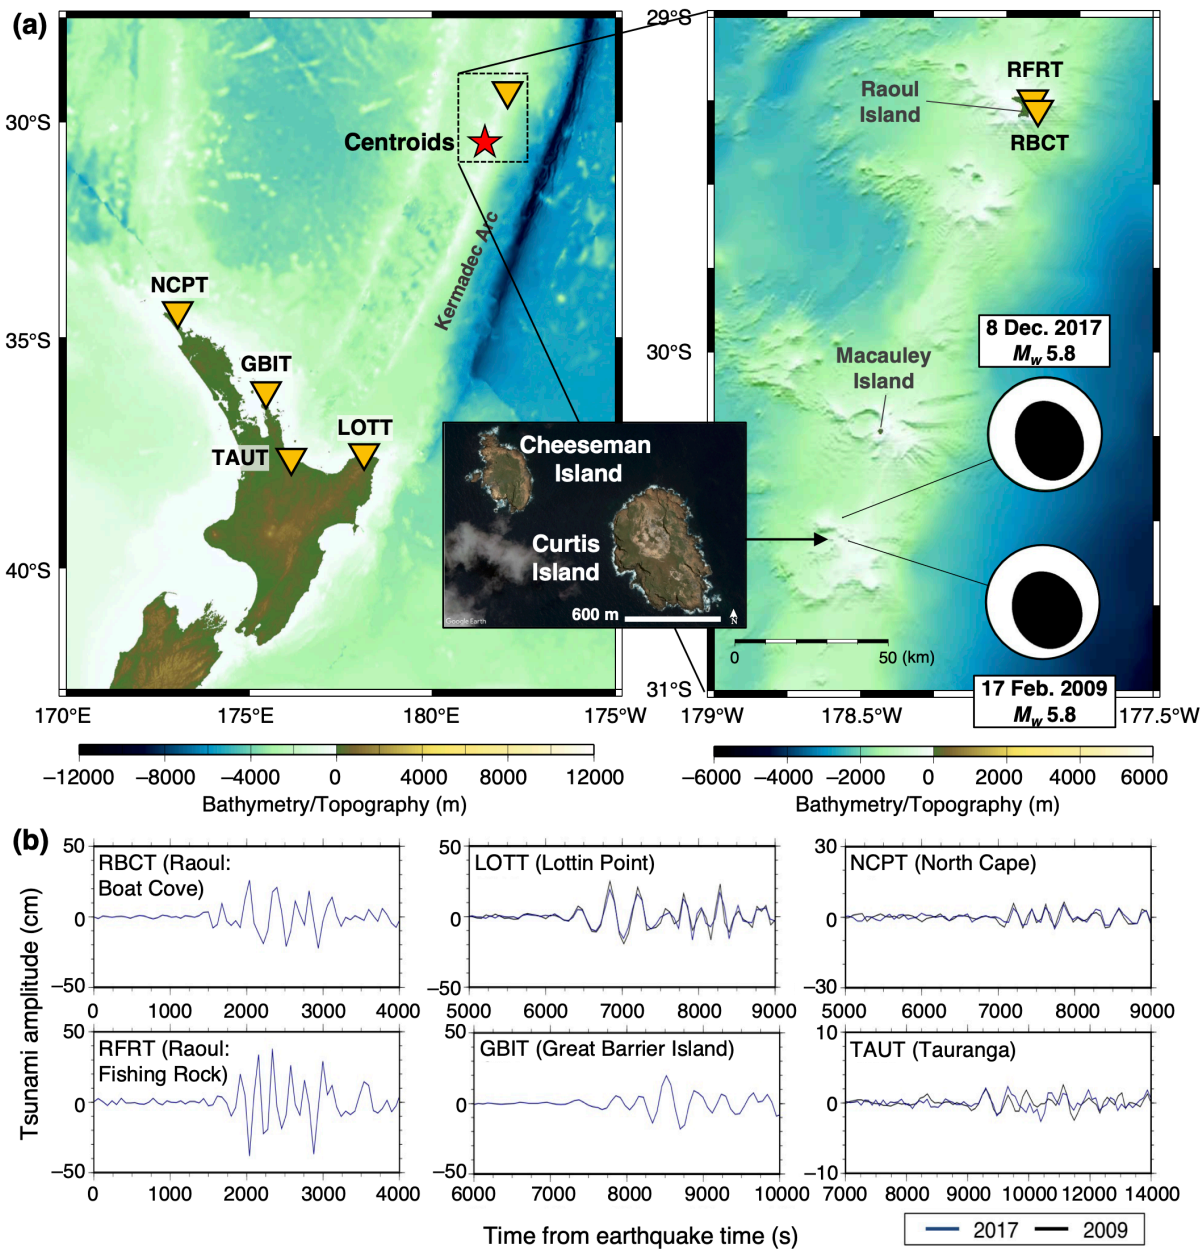 (a)
29°S
30°S
Centroids
Kermadec Arc
NCPT
35°S
GBIT
LOTT
TAUT
40°S
170°E
175°E
180°E
175°W
RFRT
Raoul
Island
RBCT
8 Dec. 2017
Mw 5.8
30°S
Macauley
Island
Cheeseman
Island
Curtis
Island
600 m
N
Google Earth
0
50 (km)
31°S
17 Feb. 2009
Mw 5.8
179°W
178.5°W
177.5°W
−12000 −8000 −4000 0 4000 8000 12000
Bathymetry/Topography (m)
−6000 −4000 −2000 0 2000 4000 6000
Bathymetry/Topography (m)
(b)
Tsunami amplitude (cm)
50
0
−50
RBCT (Raoul:
Boat Cove)
0 1000 2000 3000 4000
50
0
−50
LOTT (Lottin Point)
5000 6000 7000 8000 9000
30
0
−30
NCPT (North Cape)
5000 6000 7000 8000 9000
50
0
−50
RFRT (Raoul:
Fishing Rock)
0 1000 2000 3000 4000
50
0
−50
GBIT (Great Barrier Island)
6000 7000 8000 9000 10000
10
0
−10
TAUT (Tauranga)
7000 8000 10000 12000 14000
Time from earthquake time (s)
2017
2009